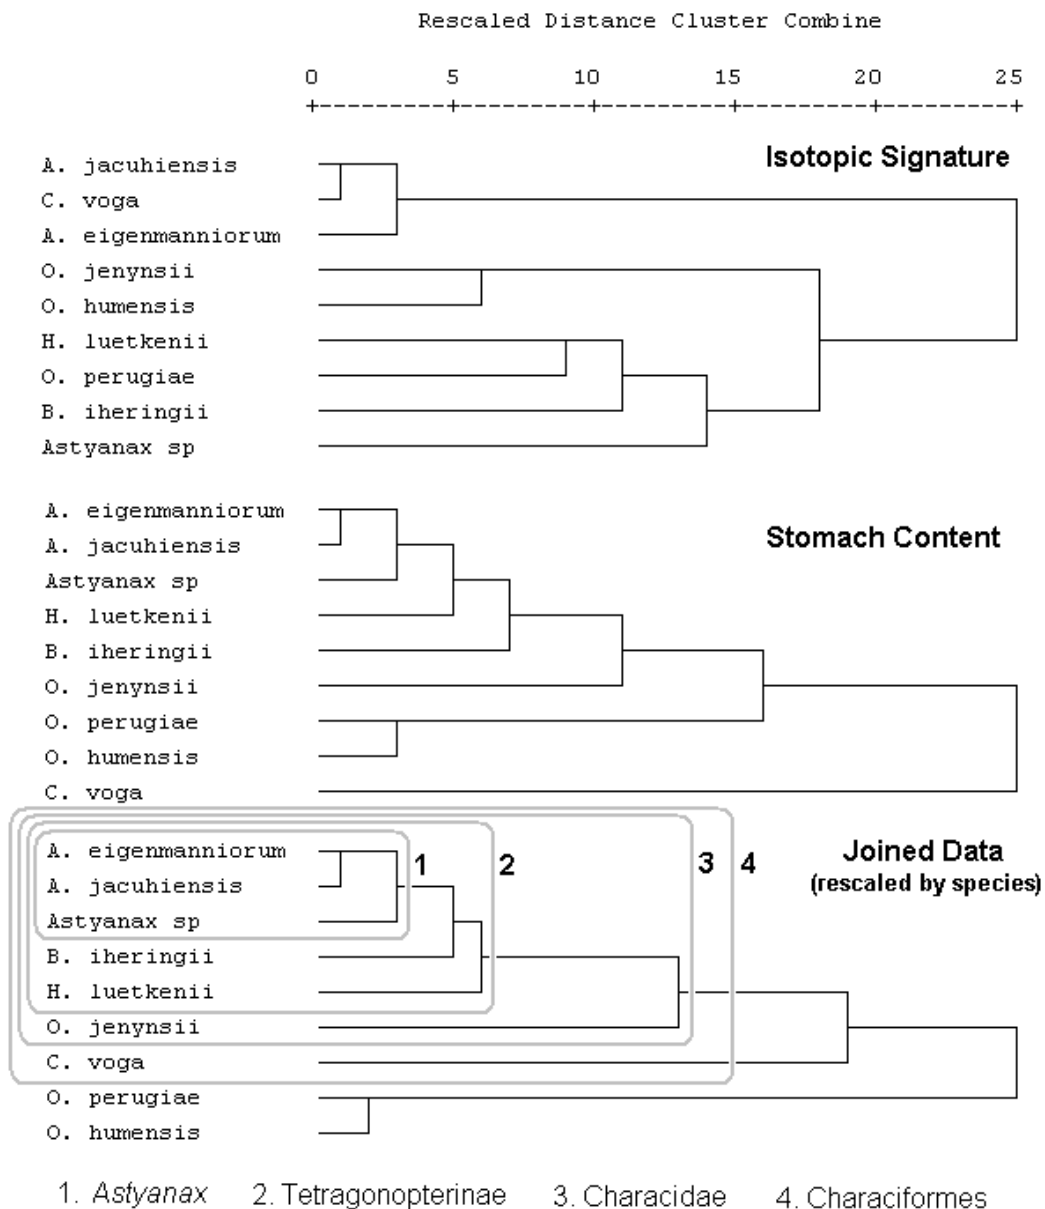 Rescaled Distance Cluster Combine
0 5 10 15 20 25
+---------+---------+---------+---------+---------+
Isotopic Signature
A. jacuhiensis
C. voga
A. eigenmanniorum
O. jenynsii
O. humensis
H. luetkenii
O. perugiae
B. iheringii
Astyanax sp
A. eigenmanniorum
Stomach Content
A. jacuhiensis
Astyanax sp
H. luetkenii
B. iheringii
O. jenynsii
O. perugiae
O. humensis
C. voga
A. eigenmanniorum 1 2 3 4 Joined Data
A. jacuhiensis (rescaled by species)
Astyanax sp
B. iheringii
H. luetkenii
O. jenynsii
C. voga
O. perugiae
O. humensis
1. Astyanax 2. Tetragonopterinae 3. Characidae 4. Characiformes